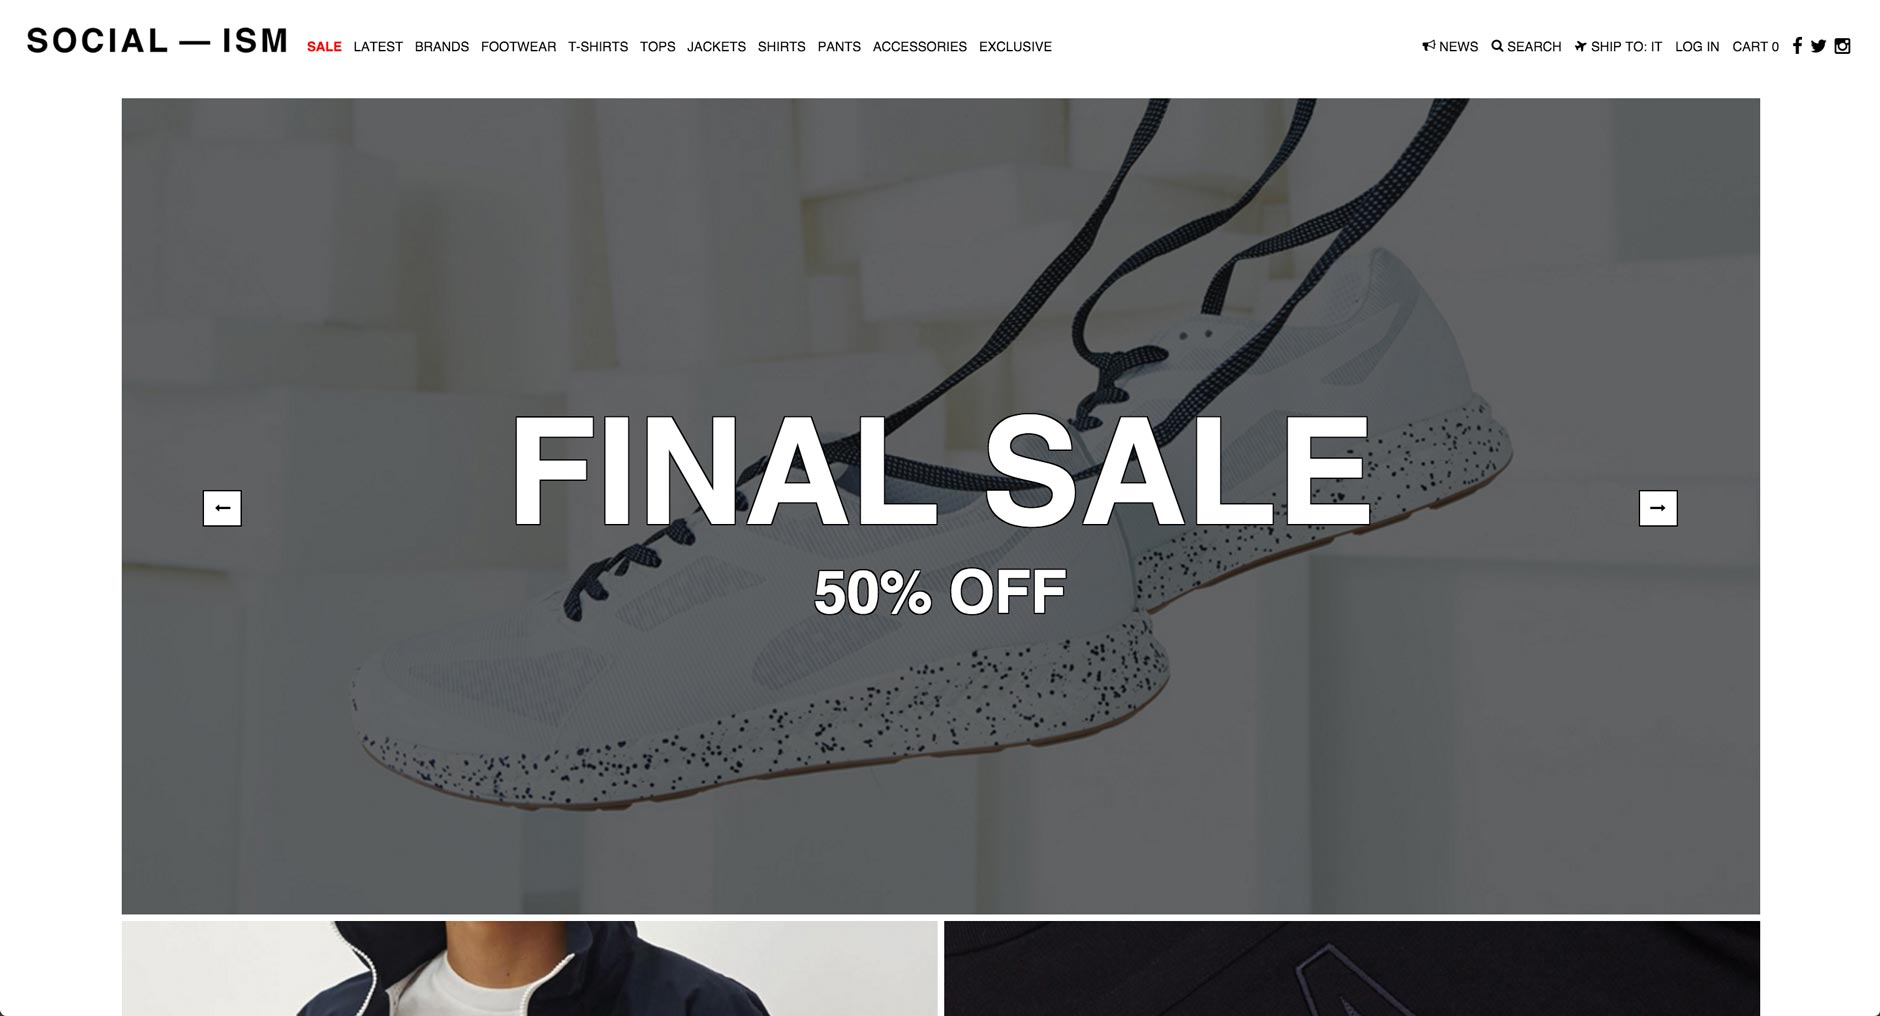 SOCIAL — ISM SALE LATEST BRANDS FOOTWEAR T-SHIRTS TOPS JACKETS SHIRTS PANTS ACCESSORIES EXCLUSIVE NEWS SEARCH SHIP TO: IT LOG IN CART 0
FINAL SALE
50% OFF